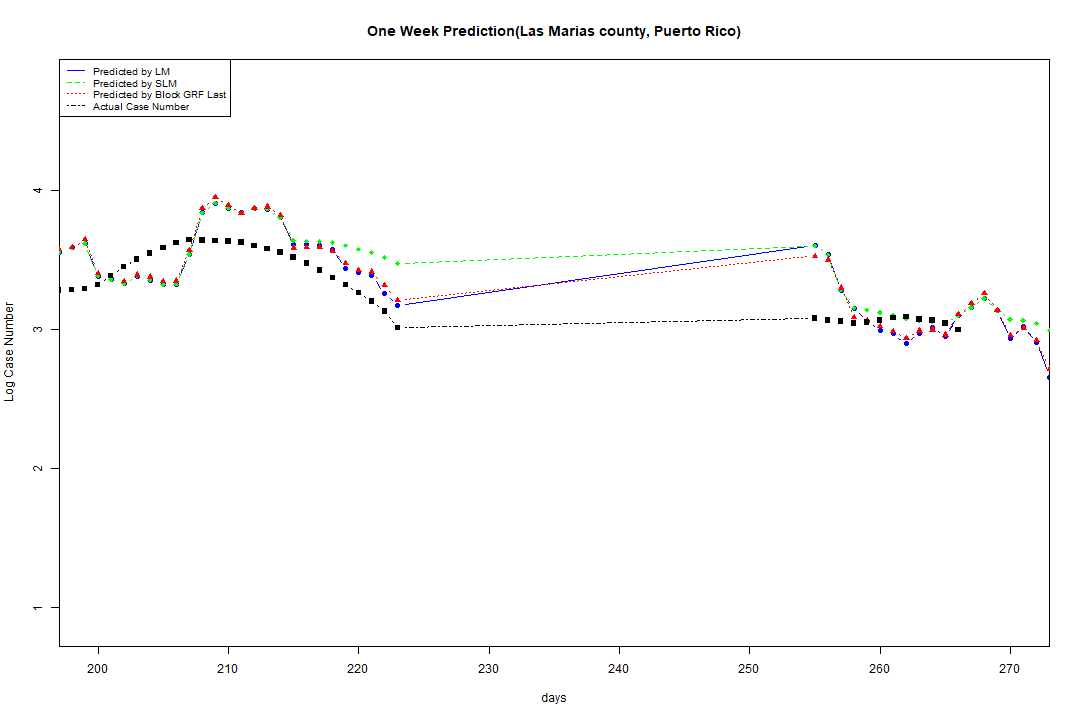 One Week Prediction(Las Marias county, Puerto Rico)
Predicted by LM
Predicted by SLM
Predicted by Block GRF Last
Actual Case Number
Log Case Number
4
3
2
1
200 210 220 230 240 250 260 270
days